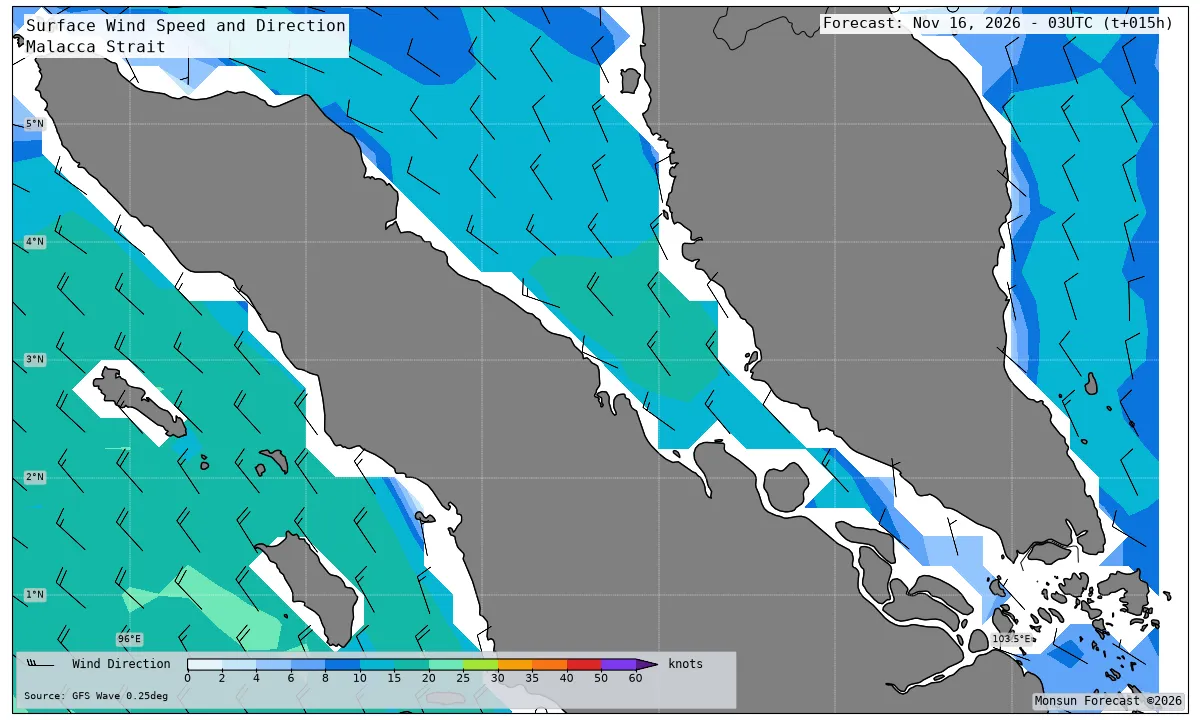 Surface Wind Speed and Direction
Malacca Strait
Forecast: Nov 16, 2026 - 03UTC (t+015h)
5°N
4°N
3°N
2°N
1°N
96°E
103.5°E
Wind Direction
0 2 4 6 8 10 15 20 25 30 35 40 50 60
knots
Source: GFS Wave 0.25deg
Monsun Forecast ©2026